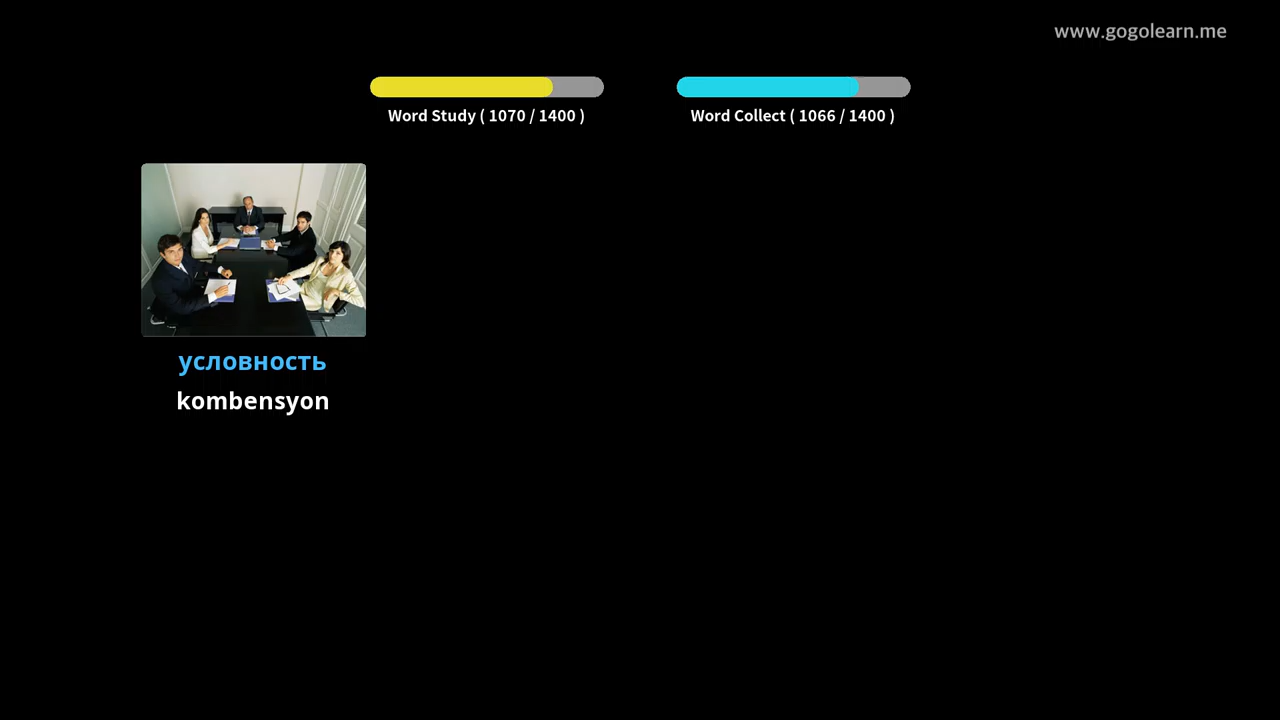 www.gogolearn.me
Word Study ( 1070 / 1400 )
Word Collect ( 1066 / 1400 )
условность
kombensyon